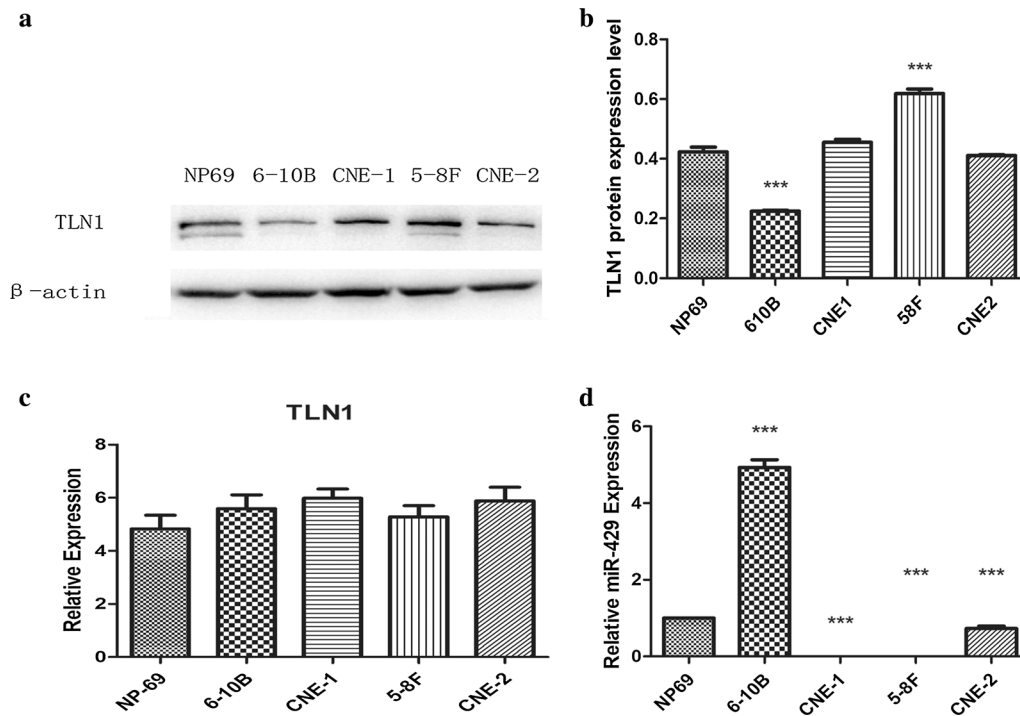 a
NP69 6-10B CNE-1 5-8F CNE-2
TLN1
β-actin
b
TLN1 protein expression level
0.8
0.6
0.4
0.2
0.0
***
***
NP69
610B
CNE1
58F
CNE2
c
TLN1
Relative Expression
8
6
4
2
0
NP-69
6-10B
CNE-1
5-8F
CNE-2
d
Relative miR-429 Expression
6
4
2
0
***
***
***
***
NP69
6-10B
CNE-1
5-8F
CNE-2